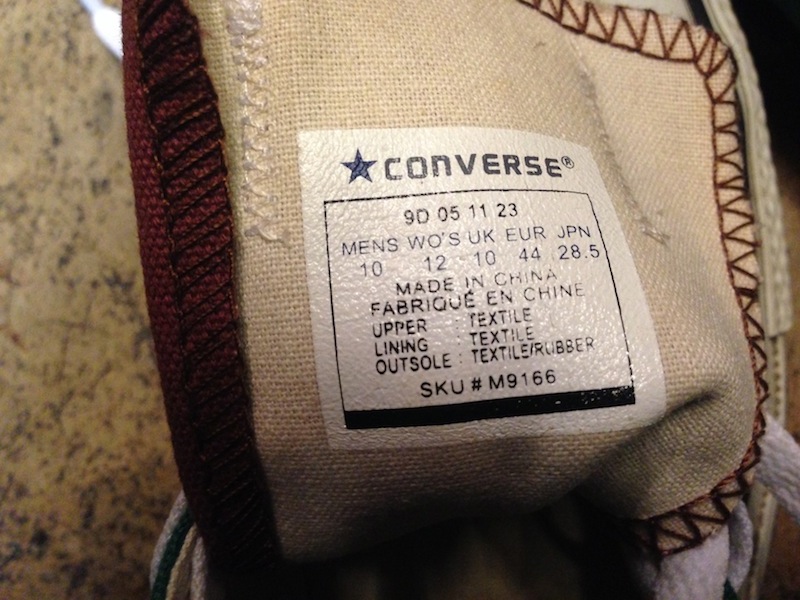 CONVERSE®
9D 05 11 23
MENS WO'S UK EUR JPN
10 12 10 44 28.5
MADE IN CHINA
FABRIQUÉ EN CHINE
UPPER : TEXTILE
LINING : TEXTILE
OUTSOLE : TEXTILE/RUBBER
SKU # M9166